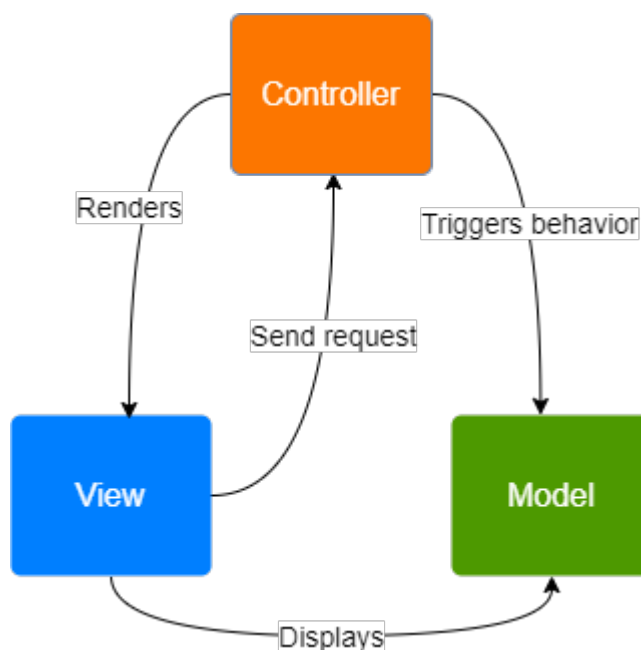 Controller
Renders
Triggers behavior
Send request
View
Model
Displays